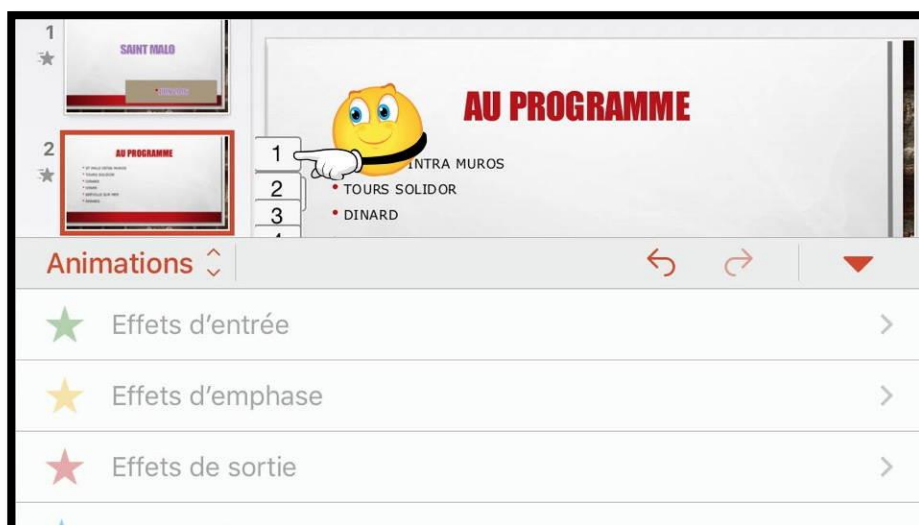 1
SAINT MALO
2
AU PROGRAMME
AU PROGRAMME
1
INTRA MUROS
2
• TOURS SOLIDOR
3
• DINARD
Animations
Effets d'entrée
Effets d'emphase
Effets de sortie